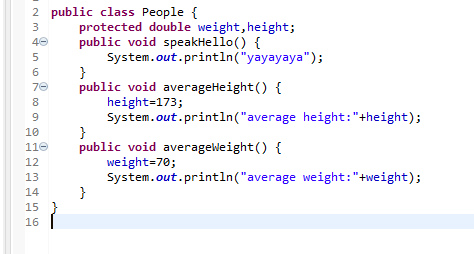 2 public class People {
3     protected double weight,height;
4     public void speakHello() {
5         System.out.println("yayayaya");
6     }
7     public void averageHeight() {
8         height=173;
9         System.out.println("average height:"+height);
10     }
11     public void averageWeight() {
12         weight=70;
13         System.out.println("average weight:"+weight);
14     }
15 }
16